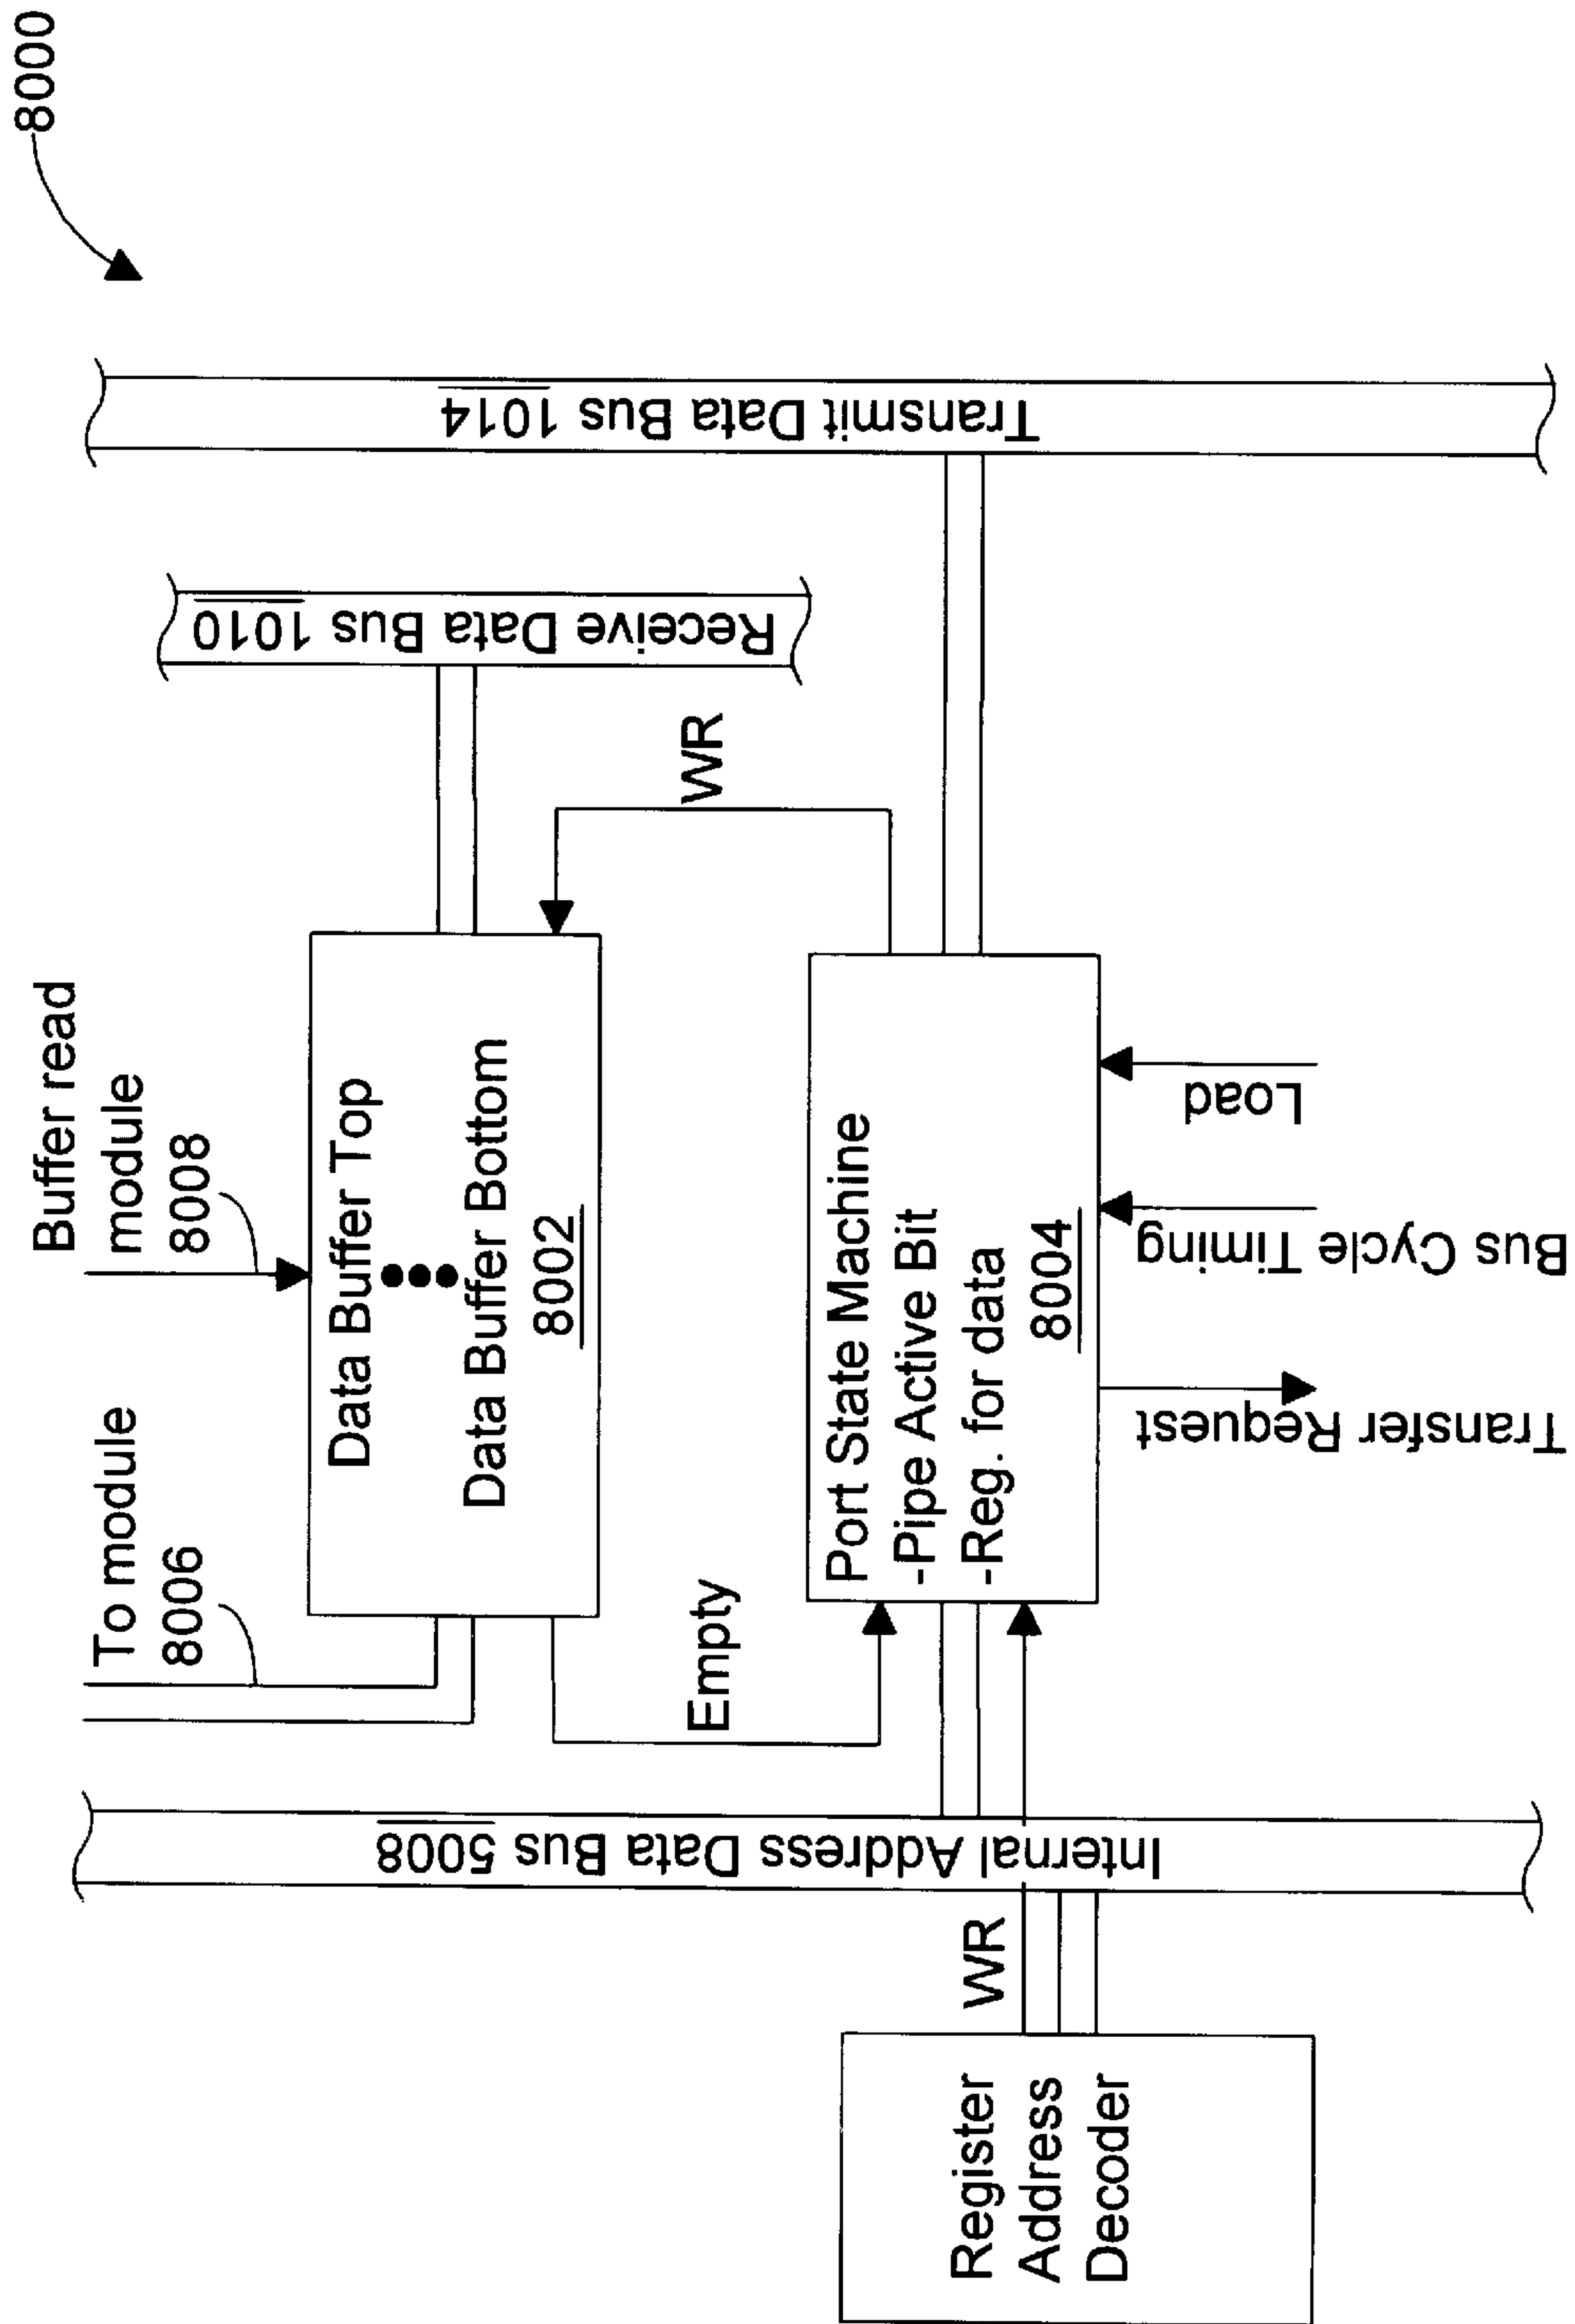 8000
Buffer read
module
8008
To module
8006
Data Buffer Top
Data Buffer Bottom
8002
Receive Data Bus 1010
Transmit Data Bus 1014
WR
Empty
Port State Machine
-Pipe Active Bit
-Reg. for data
8004
Internal Address Data Bus 5008
WR
Register
Address
Decoder
Transfer Request
Bus Cycle Timing
Load